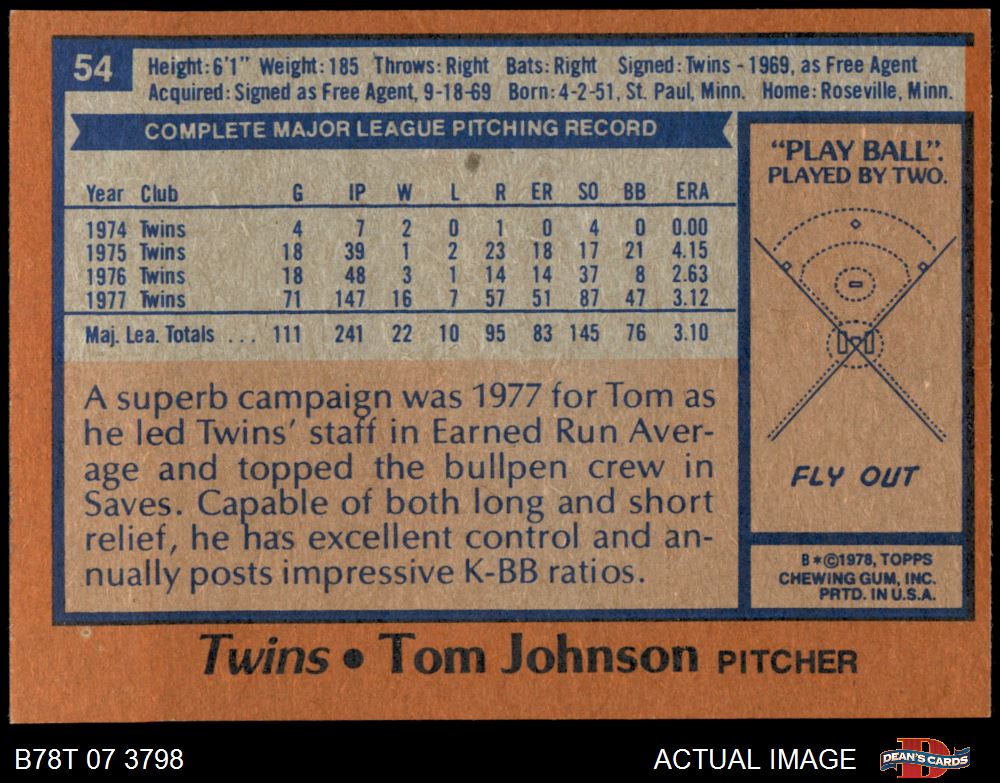 54
Height: 6'1" Weight: 185 Throws: Right Bats: Right Signed: Twins - 1969, as Free Agent
Acquired: Signed as Free Agent, 9-18-69 Born: 4-2-51, St. Paul, Minn. Home: Roseville, Minn.
COMPLETE MAJOR LEAGUE PITCHING RECORD
Year Club G IP W L R ER SO BB ERA
1974 Twins 4 7 2 0 1 0 4 0 0.00
1975 Twins 18 39 1 2 23 18 17 21 4.15
1976 Twins 18 48 3 1 14 14 37 8 2.63
1977 Twins 71 147 16 7 57 51 87 47 3.12
Maj. Lea. Totals ... 111 241 22 10 95 83 145 76 3.10
A superb campaign was 1977 for Tom as
he led Twins' staff in Earned Run Aver-
age and topped the bullpen crew in
Saves. Capable of both long and short
relief, he has excellent control and an-
nually posts impressive K-BB ratios.
"PLAY BALL".
PLAYED BY TWO.
FLY OUT
B*©1978, TOPPS
CHEWING GUM, INC.
PRTD. IN U.S.A.
Twins • Tom Johnson PITCHER
B78T 07 3798
ACTUAL IMAGE
D
DEAN'S CARDS